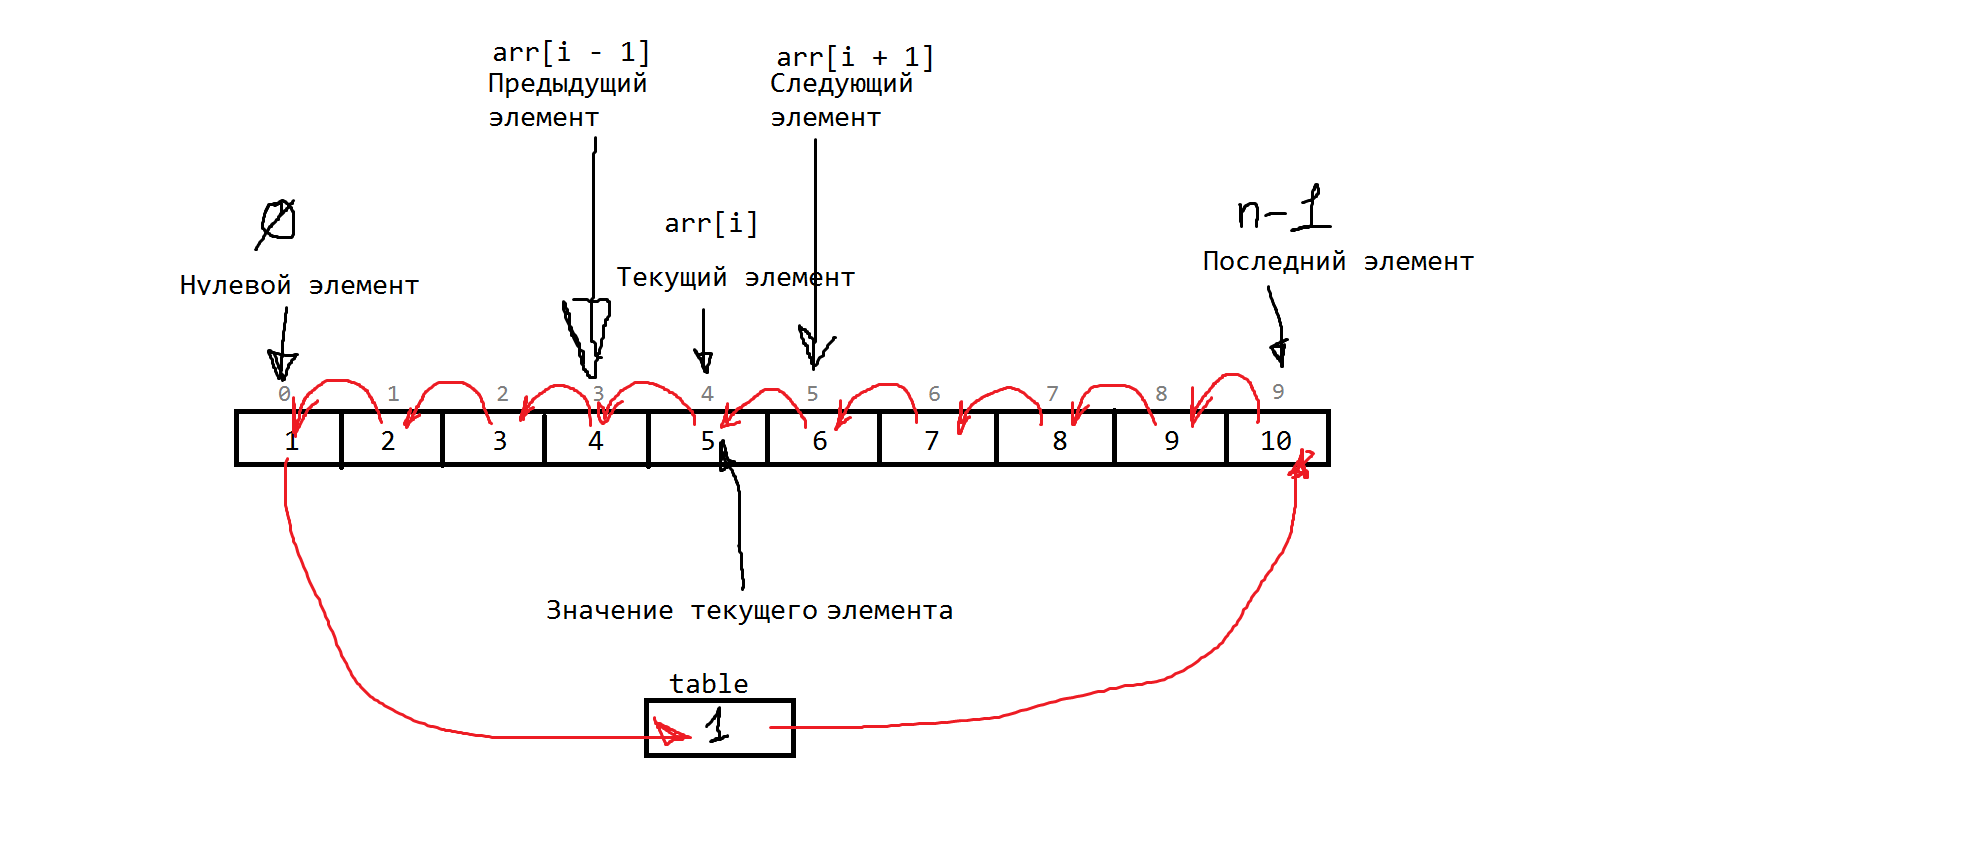 arr[i - 1]
Предыдущий
элемент
arr[i + 1]
Следующий
элемент
0
Нулевой элемент
arr[i]
Текущий элемент
n-1
Последний элемент
0 1 2 3 4 5 6 7 8 9
1 2 3 4 5 6 7 8 9 10
Значение текущего элемента
table
1